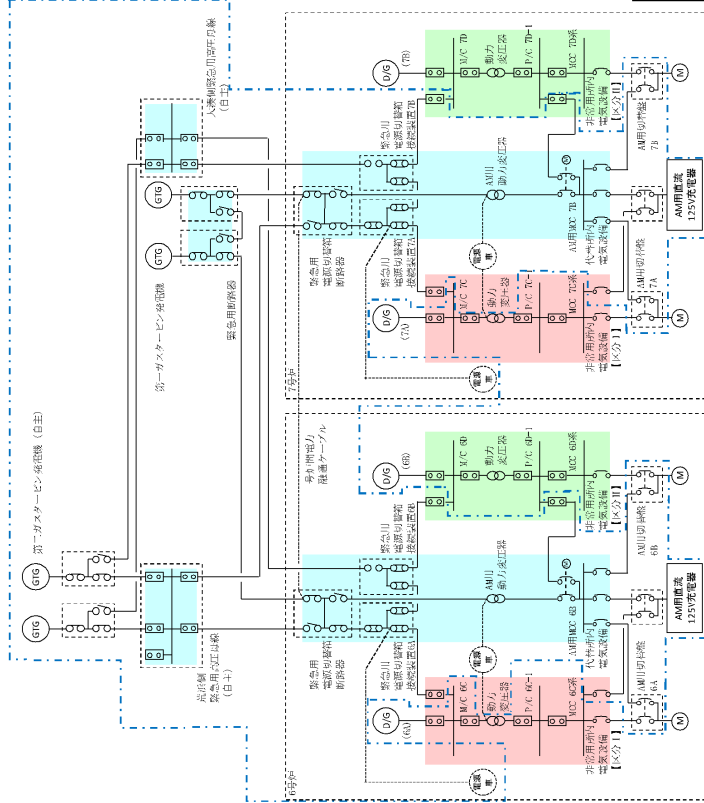 大湊側緊急用高圧母線
(自主)
GTG
GTG
第一ガスタービン発電機
緊急用断路器
第二ガスタービン発電機 (自主)
GTG
GTG
荒浜側
緊急用高圧母線
(自主)
7号炉
D/G
(7B)
M/C 7D
動力
変圧器
P/C 7D-1
MCC 7D系
非常用所内
電気設備
【区分Ⅱ】
M
AM用切替盤
7B
緊急用
電源切替箱
接続装置7B
緊急用
電源切替箱
断路器
緊急用
電源切替箱
接続装置7A
AM用
動力変圧器
AM用MCC 7B
代替所内
電気設備
AM用直流
125V充電器
電源
車
AM用切替盤
7A
D/G
(7A)
M/C 7C
動力
変圧器
P/C 7C-1
MCC 7C系
非常用所内
電気設備
【区分Ⅰ】
M
電源
車
号炉間電力
融通ケーブル
6号炉
D/G
(6B)
M/C 6D
動力
変圧器
P/C 6D-1
MCC 6D系
非常用所内
電気設備
【区分Ⅱ】
M
AM用切替盤
6B
緊急用
電源切替箱
接続装置6B
緊急用
電源切替箱
断路器
緊急用
電源切替箱
接続装置6A
AM用
動力変圧器
AM用MCC 6B
代替所内
電気設備
AM用直流
125V充電器
電源
車
AM用切替盤
6A
D/G
(6A)
M/C 6C
動力
変圧器
P/C 6C-1
MCC 6C系
非常用所内
電気設備
【区分Ⅰ】
M
電源
車